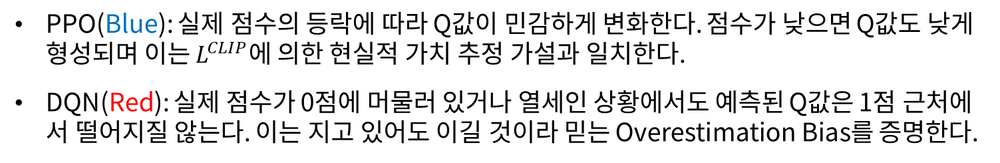 • PPO(Blue): 실제 점수의 등락에 따라 Q값이 민감하게 변화한다. 점수가 낮으면 Q값도 낮게
형성되며 이는 L^{CLIP}에 의한 현실적 가치 추정 가설과 일치한다.
• DQN(Red): 실제 점수가 0점에 머물러 있거나 열세인 상황에서도 예측된 Q값은 1점 근처에
서 떨어지질 않는다. 이는 지고 있어도 이길 것이라 믿는 Overestimation Bias를 증명한다.